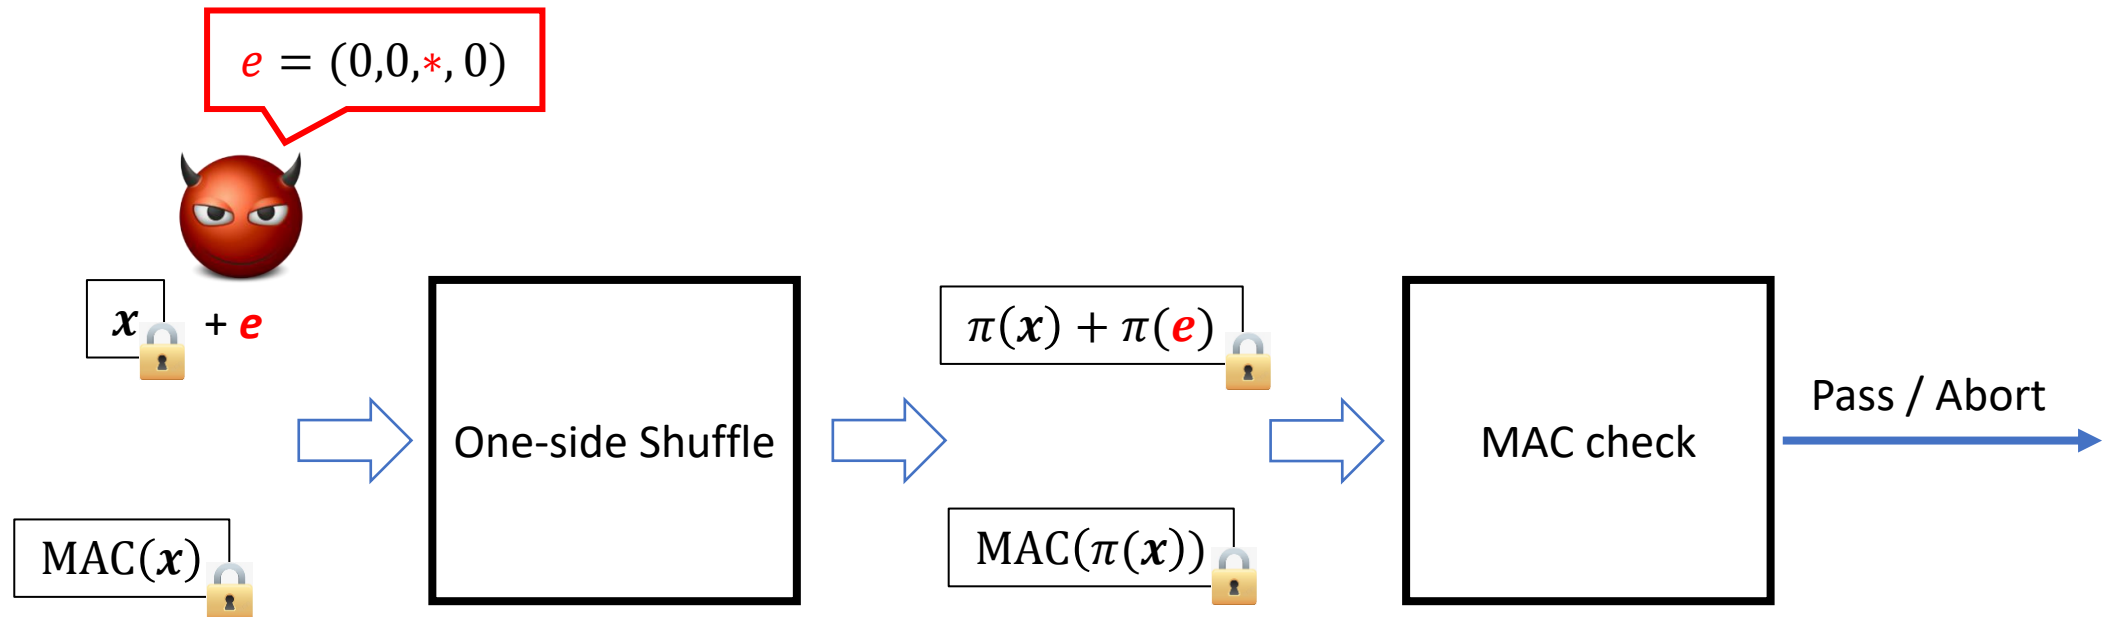 e = (0,0,*, 0)
x + e
π(x) + π(e)
Pass / Abort
One-side Shuffle
MAC check
MAC(x)
MAC(π(x))